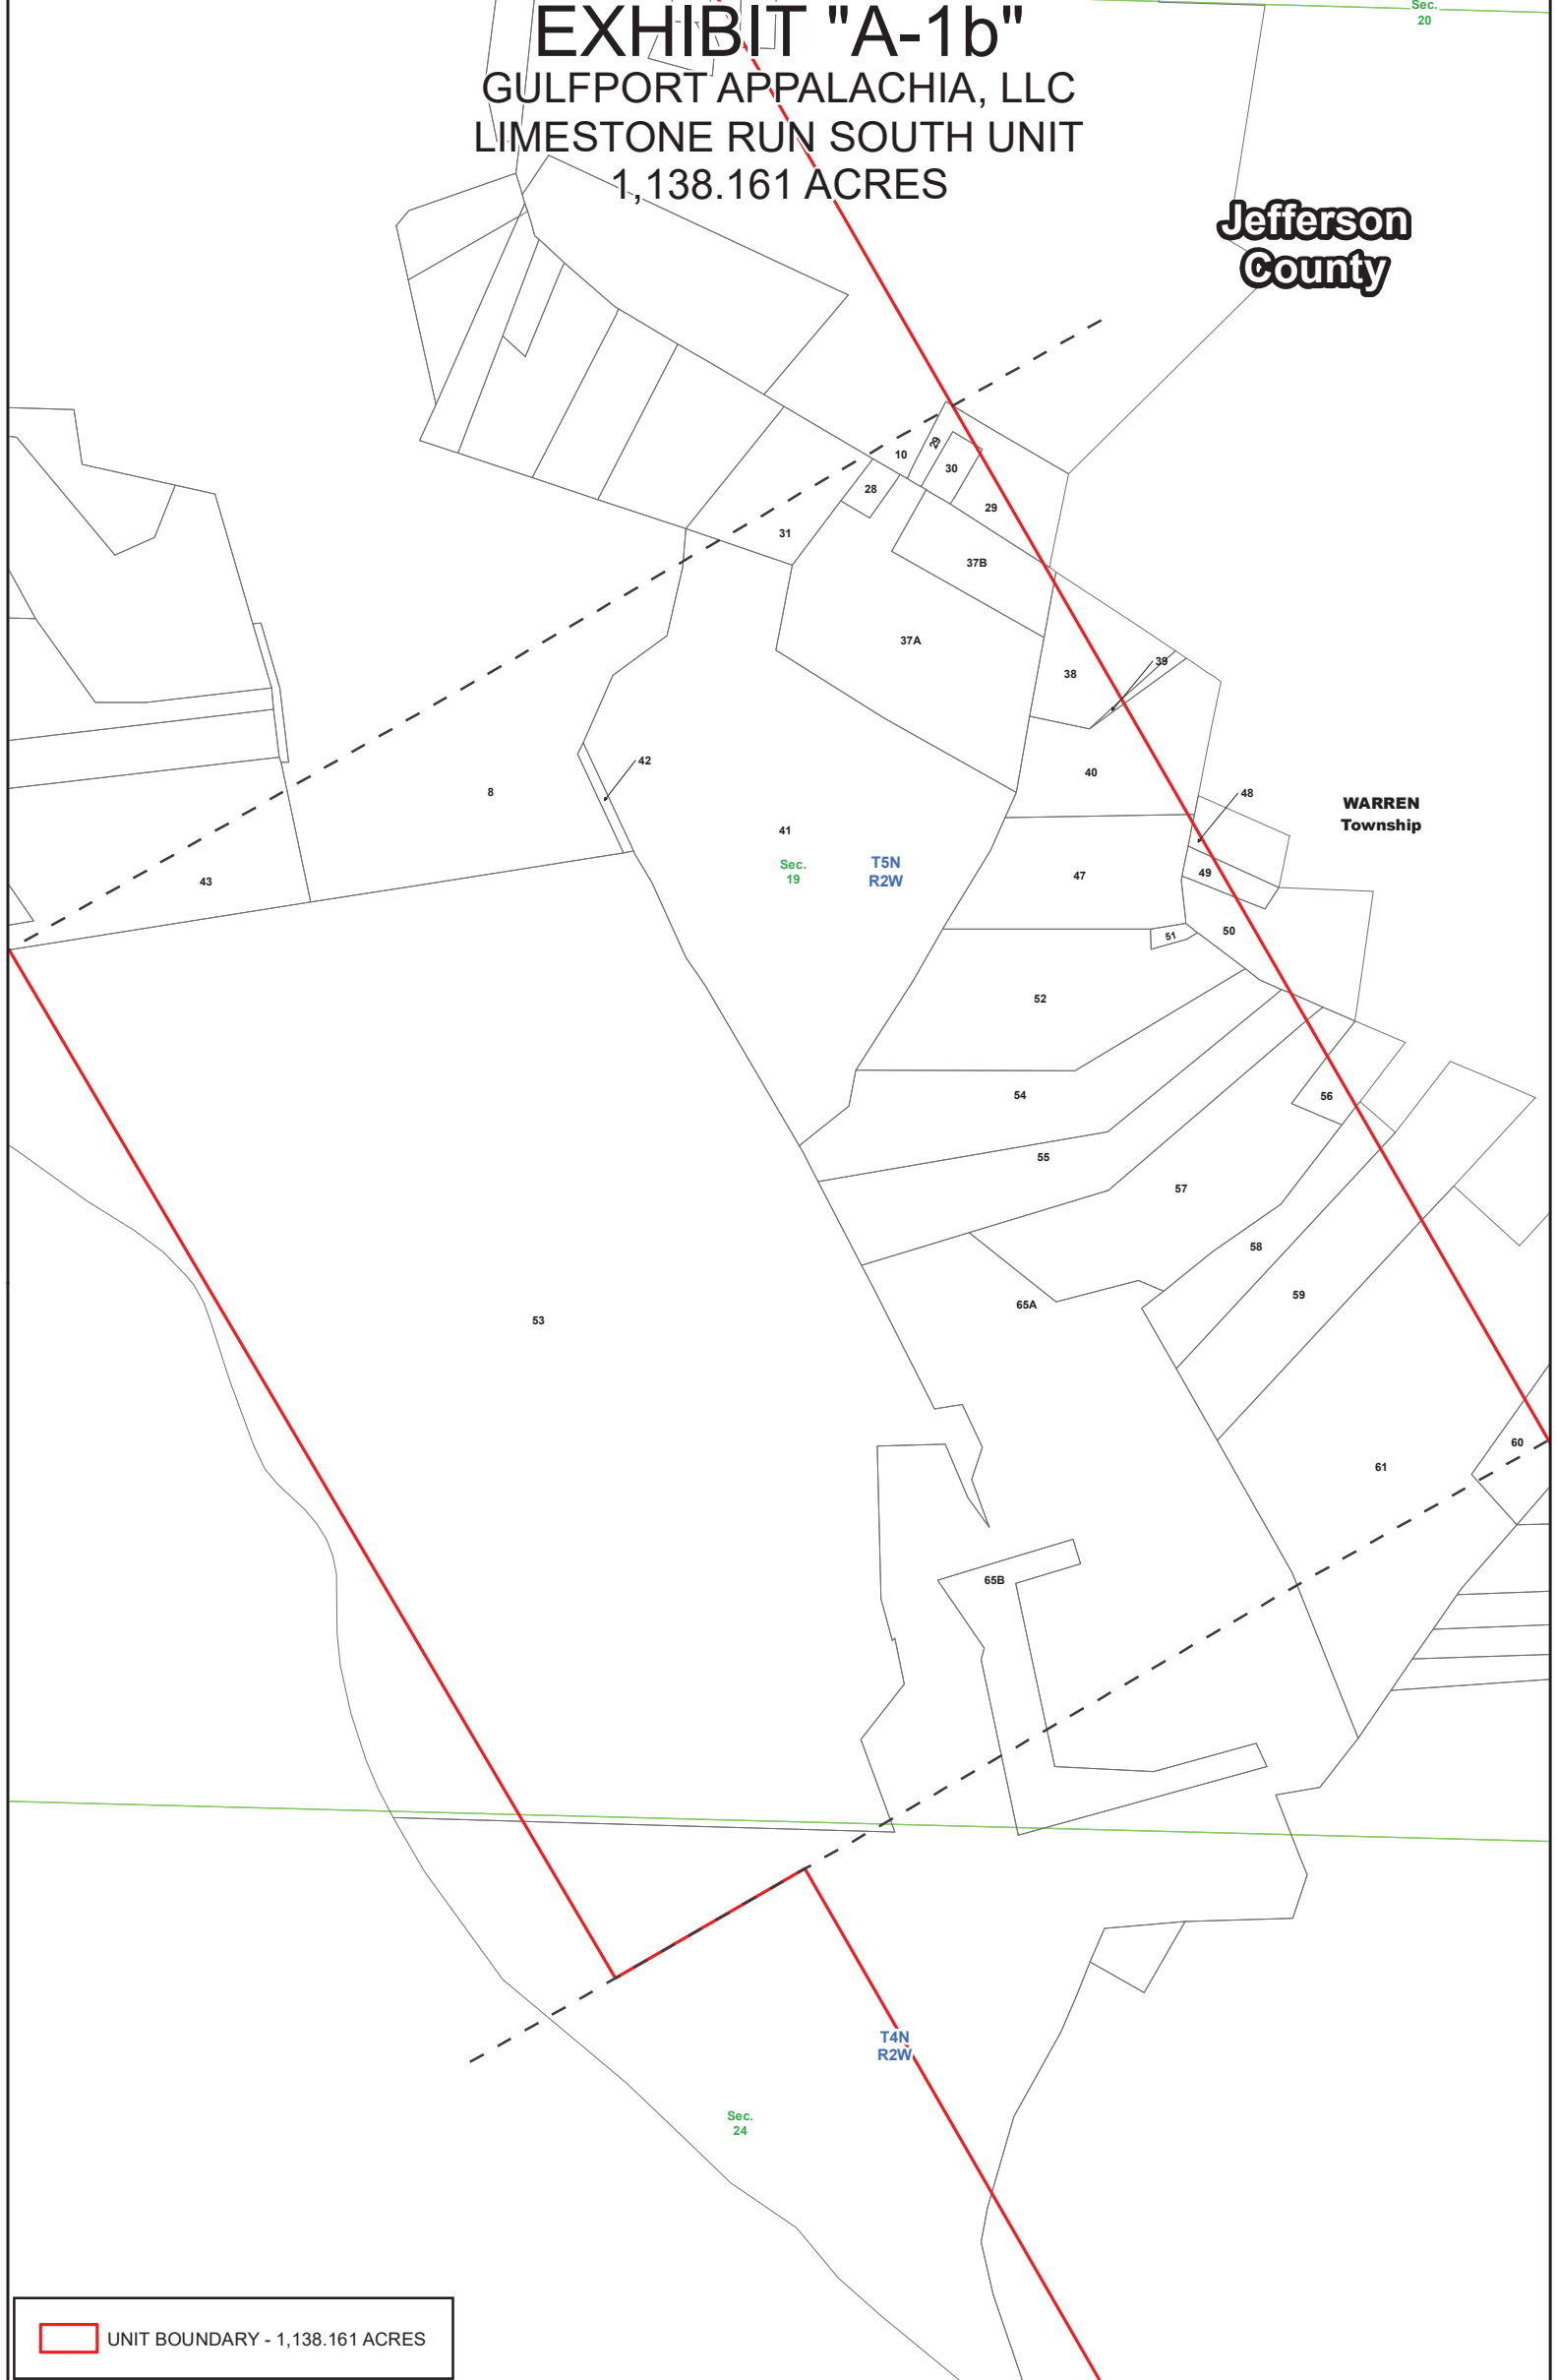 Sec.
20
EXHIBIT "A-1b"
GULFPORT APPALACHIA, LLC
LIMESTONE RUN SOUTH UNIT
1,138.161 ACRES
Jefferson
County
29
10
30
28
29
31
37B
37A
39
38
42
40
8
48
WARREN
Township
41
Sec.
19
T5N
R2W
49
47
43
50
51
52
54
56
55
57
58
59
65A
53
60
61
65B
T4N
R2W
Sec.
24
UNIT BOUNDARY - 1,138.161 ACRES